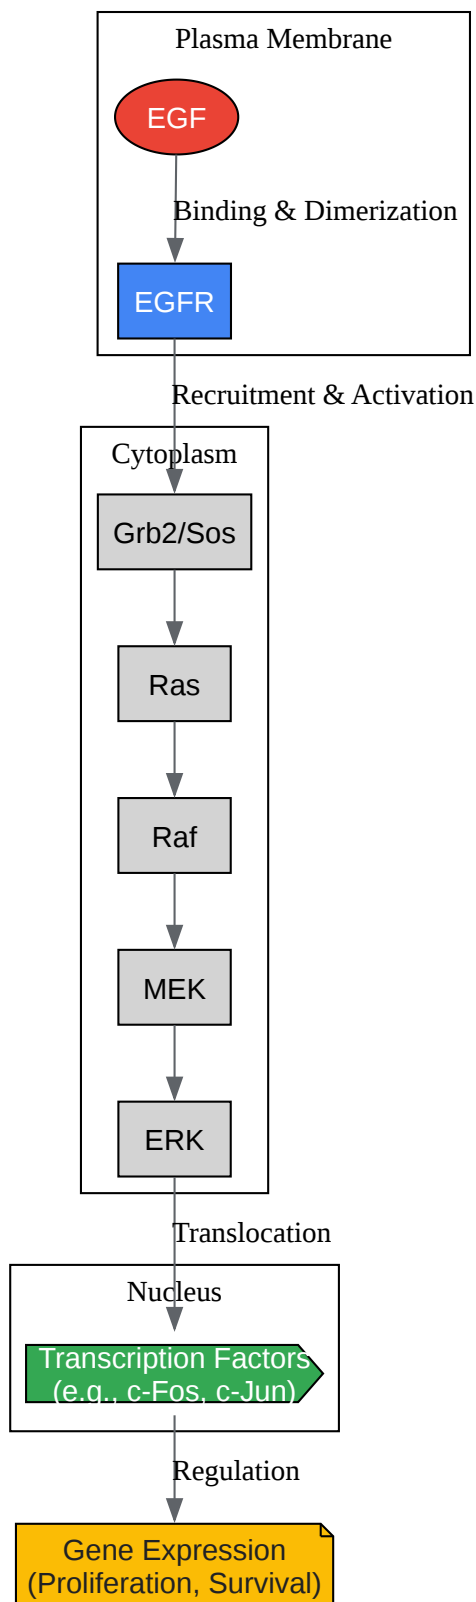 Plasma Membrane
EGF
Binding & Dimerization
EGFR
Recruitment & Activation
Cytoplasm
Grb2/Sos
Ras
Raf
MEK
ERK
Translocation
Nucleus
Transcription Factors
(e.g., c-Fos, c-Jun)
Regulation
Gene Expression
(Proliferation, Survival)